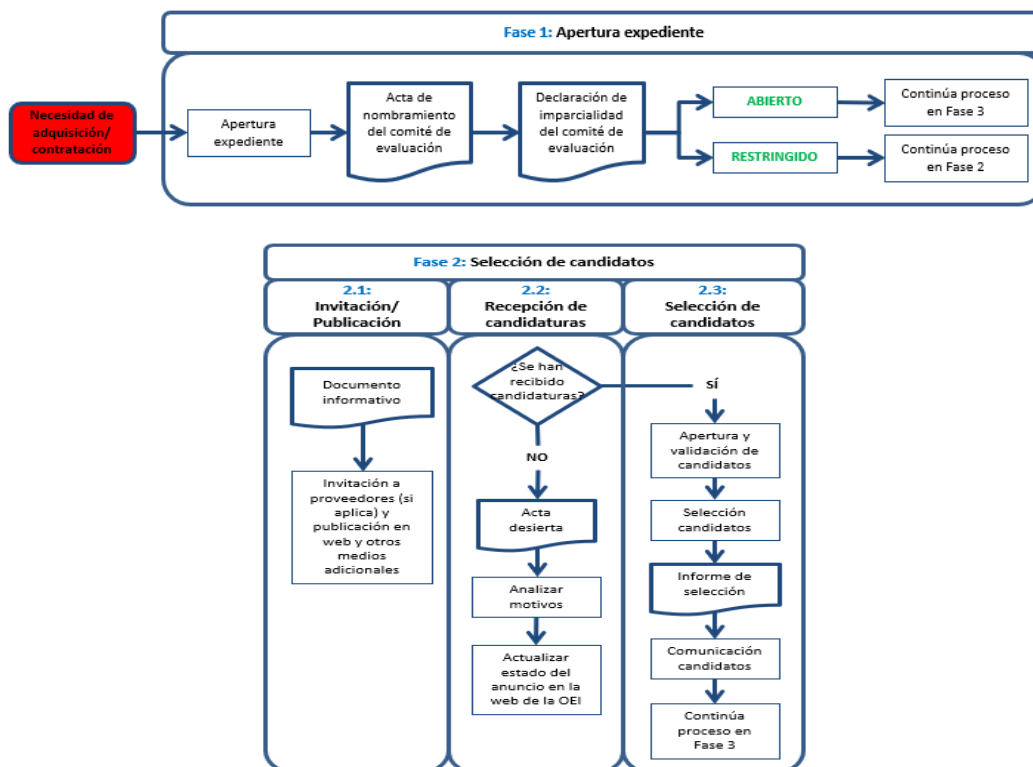 Fase 1: Apertura expediente
Necesidad de
adquisición/
contratación
Apertura
expediente
Acta de
nombramiento
del comité de
evaluación
Declaración de
imparcialidad
del comité de
evaluación
ABIERTO
Continúa proceso
en Fase 3
RESTRINGIDO
Continúa proceso
en Fase 2
Fase 2: Selección de candidatos
2.1:
Invitación/
Publicación
2.2:
Recepción de
candidaturas
2.3:
Selección de
candidatos
Documento
informativo
Invitación a
proveedores (si
aplica) y
publicación en
web y otros
medios
adicionales
¿Se han
recibido
candidaturas?
NO
Acta
desierta
Analizar
motivos
Actualizar
estado del
anuncio en la
web de la OEI
SÍ
Apertura y
validación de
candidatos
Selección
candidatos
Informe de
selección
Comunicación
candidatos
Continúa
proceso en
Fase 3